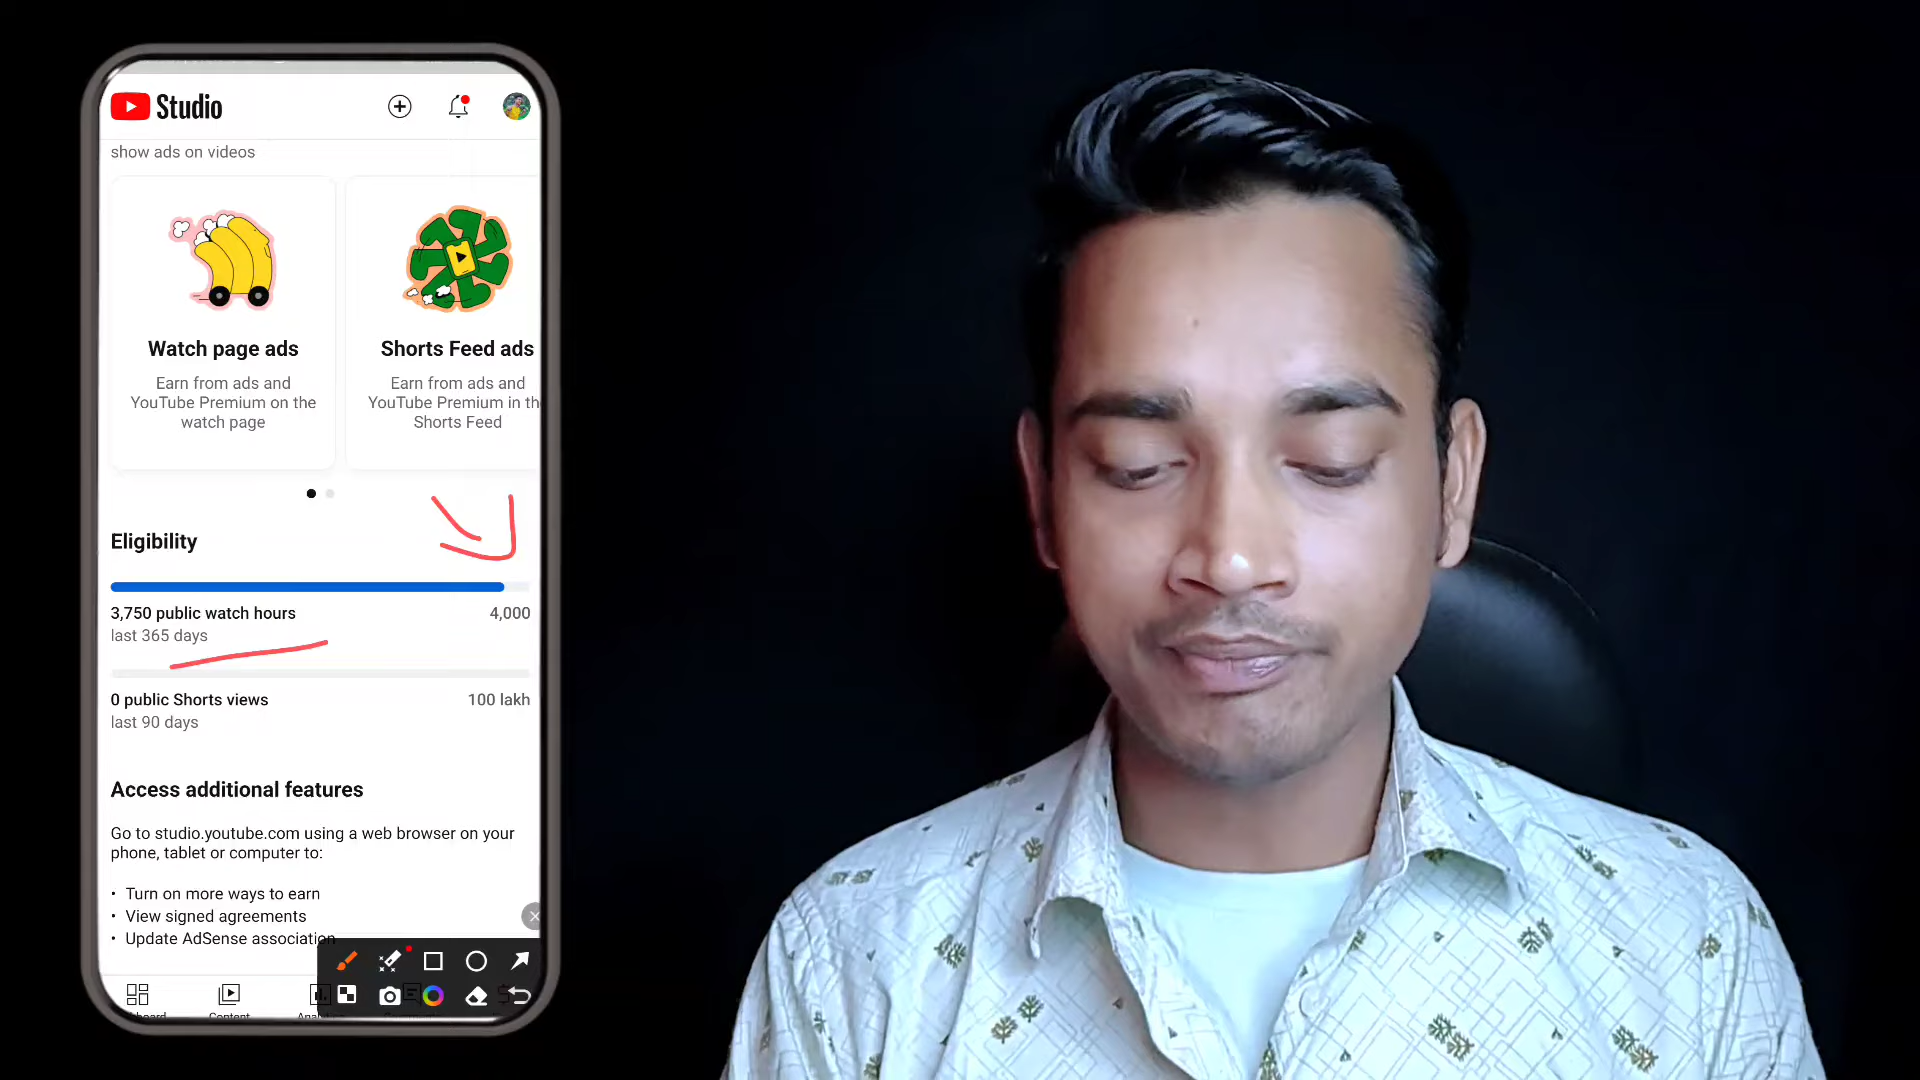 Studio
show ads on videos
Watch page ads
Earn from ads and
YouTube Premium on the
watch page
Shorts Feed ads
Earn from ads and
YouTube Premium in the
Shorts Feed
Eligibility
3,750 public watch hours
4,000
last 365 days
0 public Shorts views
100 lakh
last 90 days
Access additional features
Go to studio.youtube.com using a web browser on your
phone, tablet or computer to:
• Turn on more ways to earn
• View signed agreements
• Update AdSense association
Content